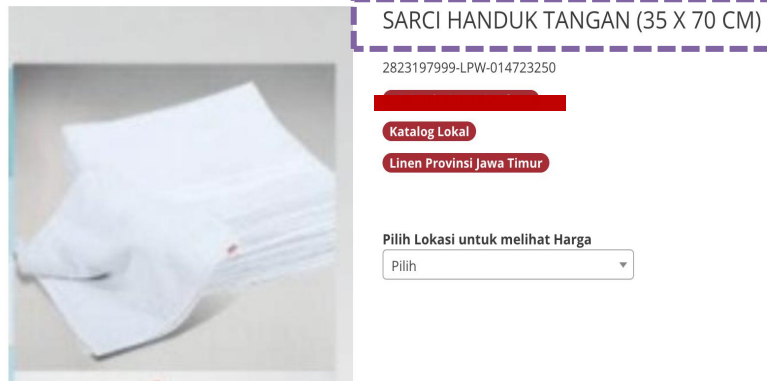 SARCI HANDUK TANGAN (35 X 70 CM)
2823197999-LPW-014723250
Katalog Lokal
Linen Provinsi Jawa Timur
Pilih Lokasi untuk melihat Harga
Pilih